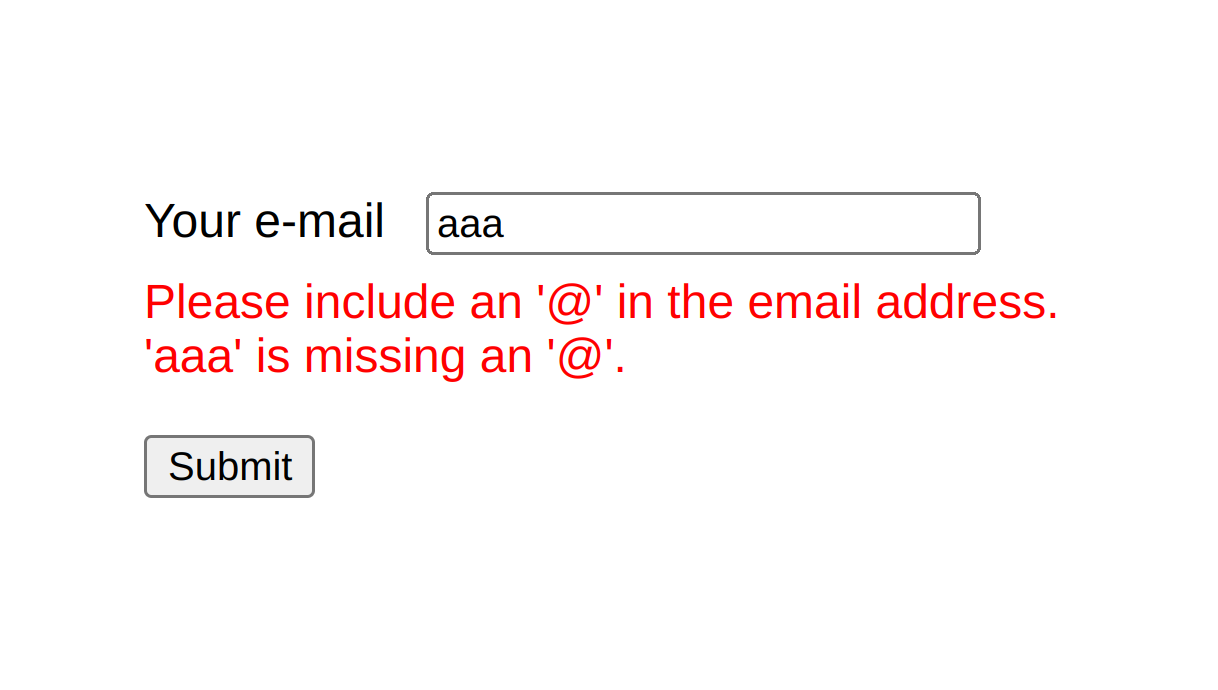 Your e-mail aaa
Please include an '@' in the email address.
'aaa' is missing an '@'.
Submit